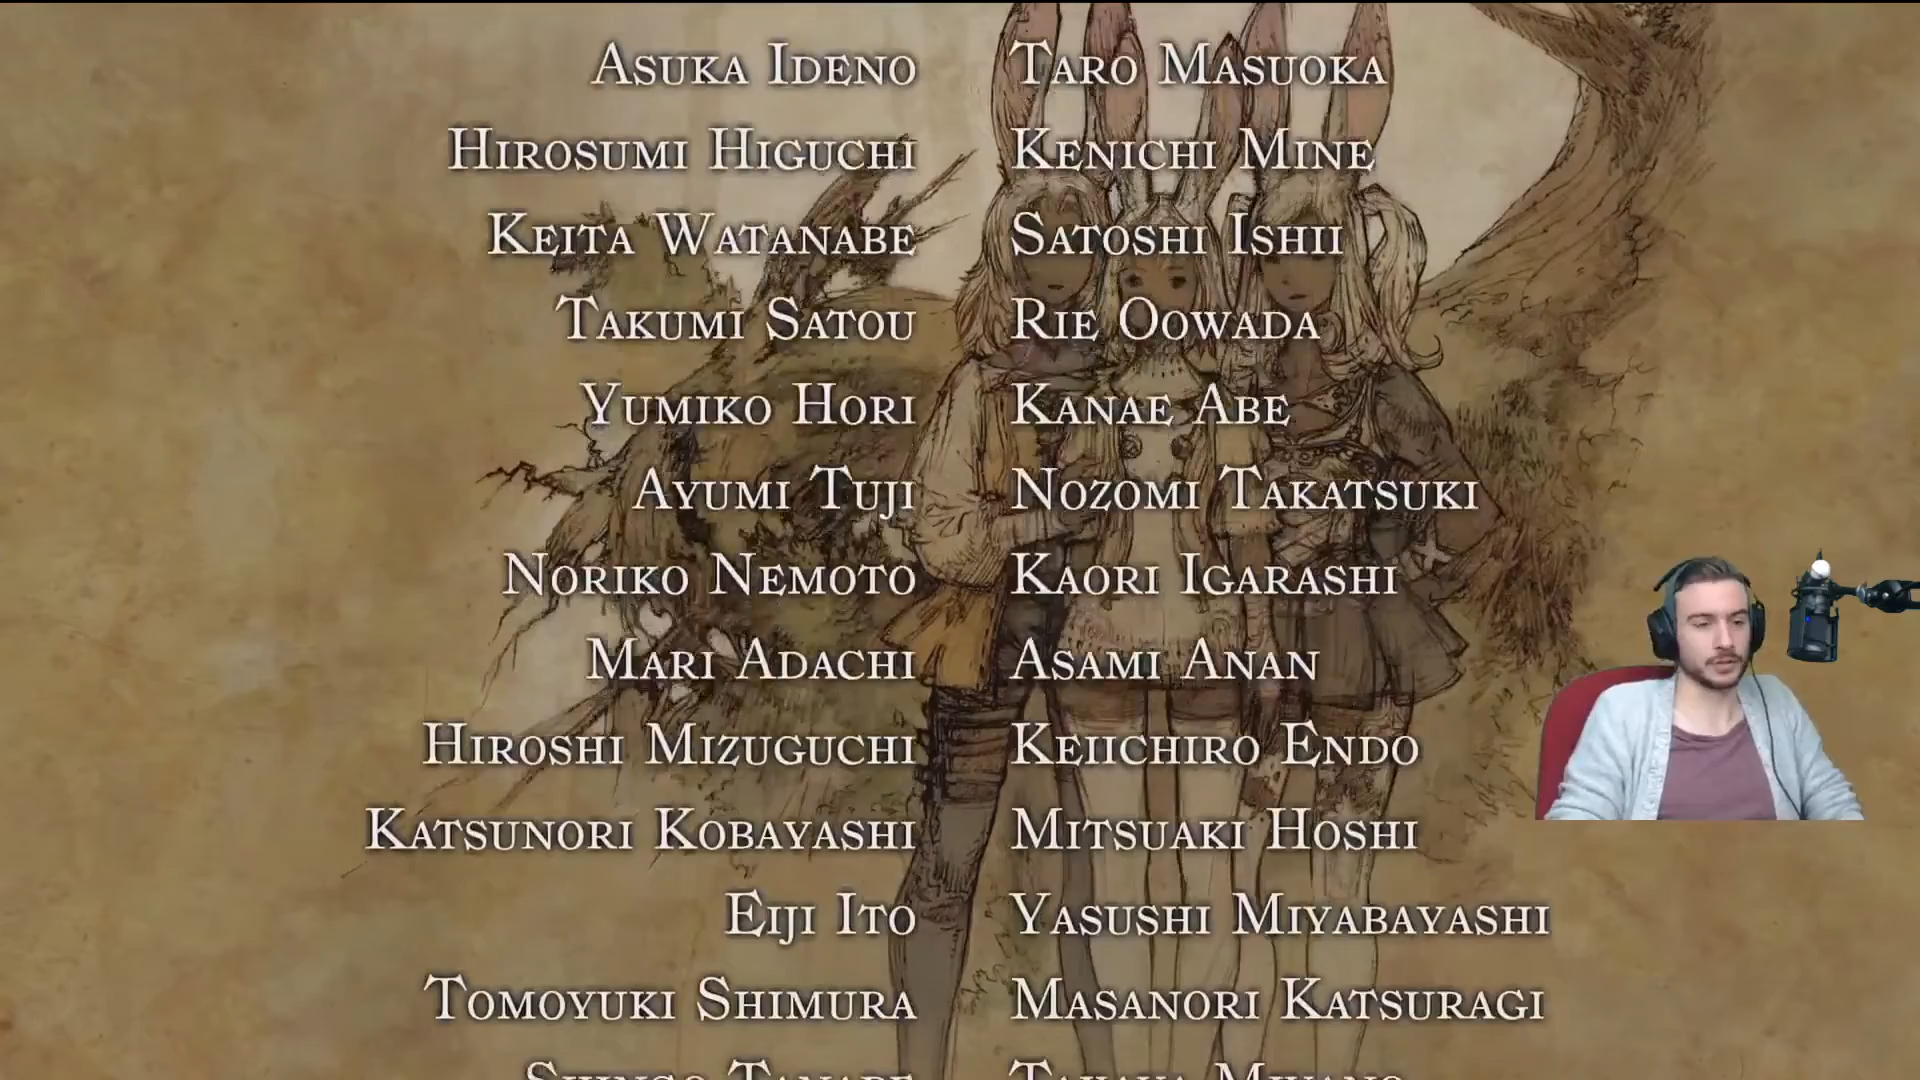 Asuka Ideno Taro Masuoka
Hirosumi Higuchi Kenichi Mine
Keita Watanabe Satoshi Ishii
Takumi Satou Rie Oowada
Yumiko Hori Kanae Abe
Ayumi Tuji Nozomi Takatsuki
Noriko Nemoto Kaori Igarashi
Mari Adachi Asami Anan
Hiroshi Mizuguchi Keiichiro Endo
Katsunori Kobayashi Mitsuaki Hoshi
Eiji Ito Yasushi Miyabayashi
Tomoyuki Shimura Masanori Katsuragi